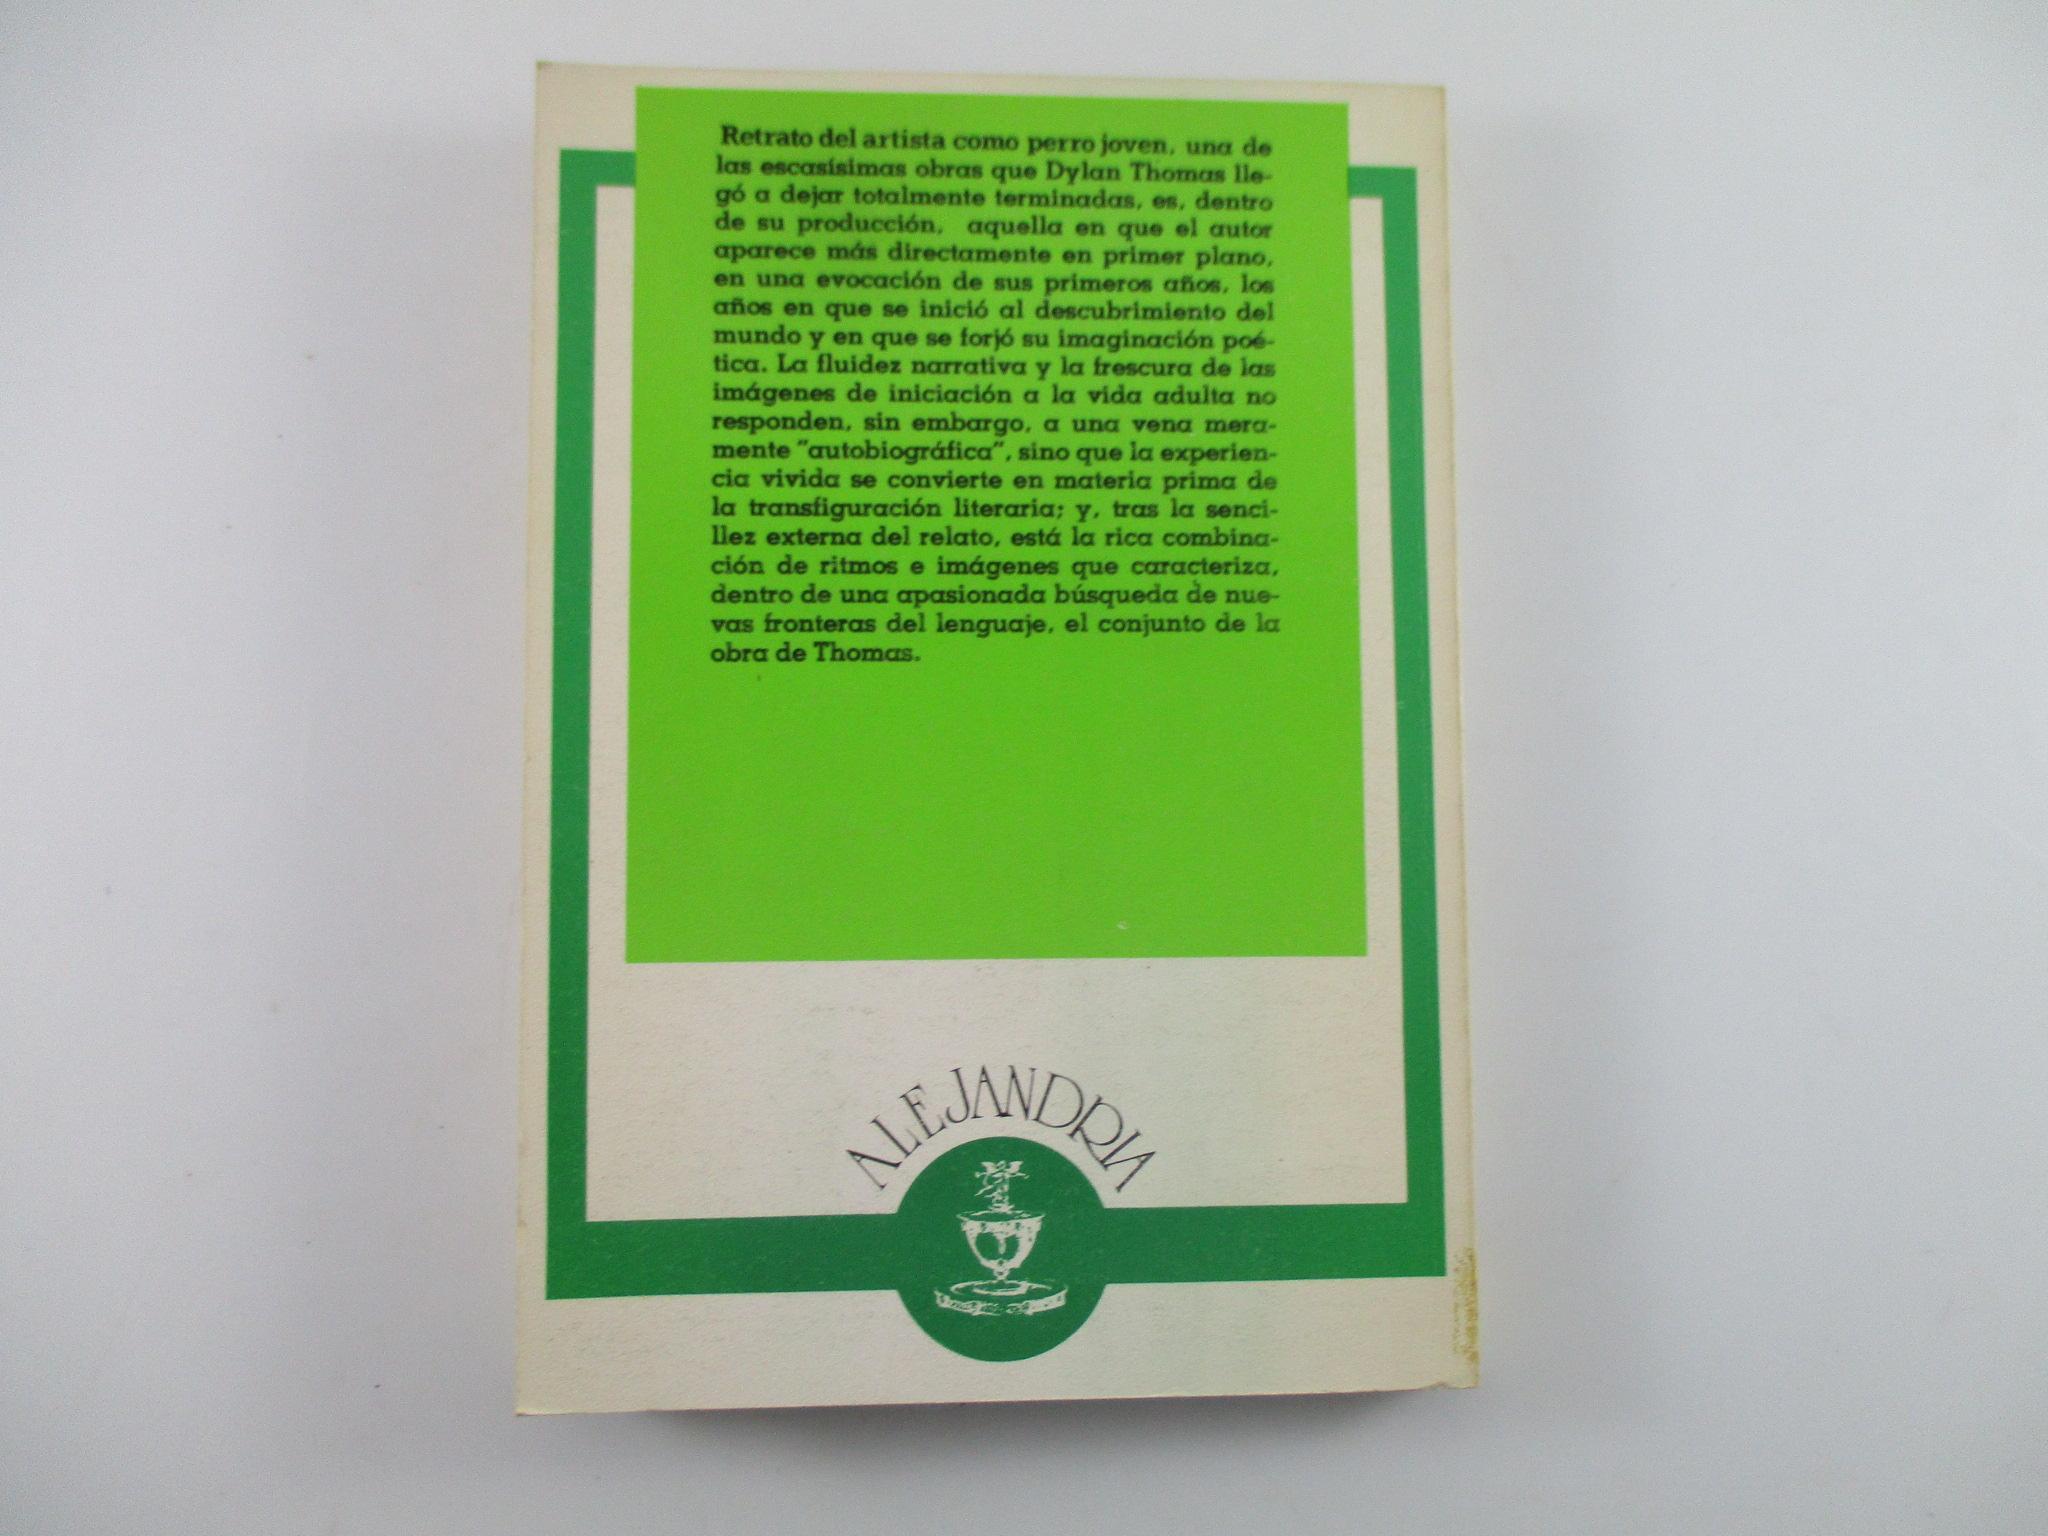 Retrato del artista como perro joven, una de
las escasísimas obras que Dylan Thomas lle-
gó a dejar totalmente terminadas, es, dentro
de su producción, aquella en que el autor
aparece más directamente en primer plano,
en una evocación de sus primeros años, los
años en que se inició al descubrimiento del
mundo y en que se forjó su imaginación poé-
tica. La fluidez narrativa y la frescura de las
imágenes de iniciación a la vida adulta no
responden, sin embargo, a una vena mera-
mente "autobiográfica", sino que la experien-
cia vivida se convierte en materia prima de
la transfiguración literaria; y, tras la senci-
llez externa del relato, está la rica combina-
ción de ritmos e imágenes que caracteriza,
dentro de una apasionada búsqueda de nue-
vas fronteras del lenguaje, el conjunto de la
obra de Thomas.
ALEJANDRIA